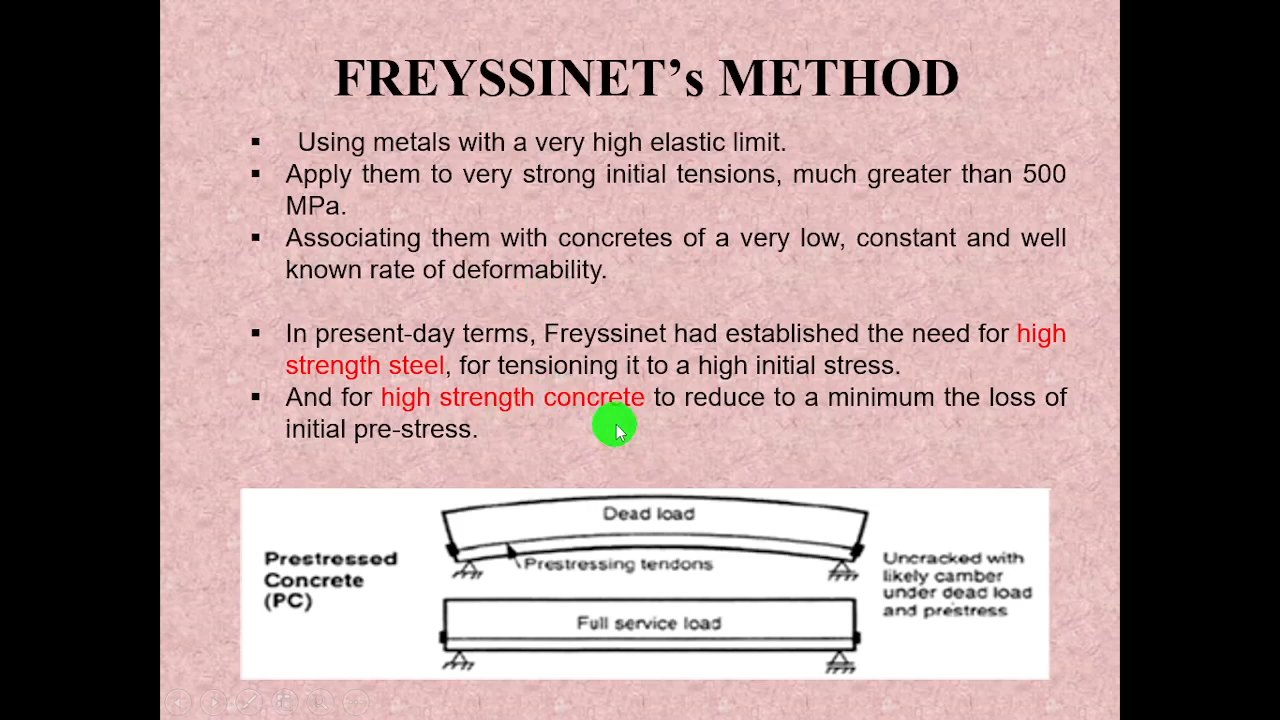 FREYSSINET's METHOD
▪ Using metals with a very high elastic limit.
▪ Apply them to very strong initial tensions, much greater than 500
MPa.
▪ Associating them with concretes of a very low, constant and well
known rate of deformability.
▪ In present-day terms, Freyssinet had established the need for high
strength steel, for tensioning it to a high initial stress.
▪ And for high strength concrete to reduce to a minimum the loss of
initial pre-stress.
Dead load
Prestressing tendons
Prestressed
Concrete
(PC)
Uncracked with
likely camber
under dead load
and prestress
Full service load